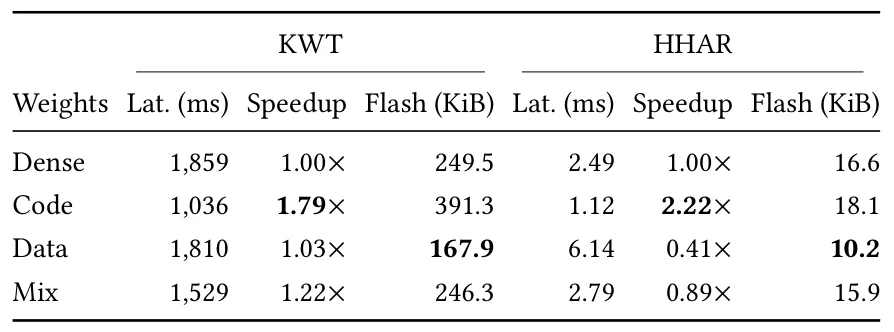 KWT HHAR
Weights Lat. (ms) Speedup Flash (KiB) Lat. (ms) Speedup Flash (KiB)
Dense 1,859 1.00× 249.5 2.49 1.00× 16.6
Code 1,036 1.79× 391.3 1.12 2.22× 18.1
Data 1,810 1.03× 167.9 6.14 0.41× 10.2
Mix 1,529 1.22× 246.3 2.79 0.89× 15.9